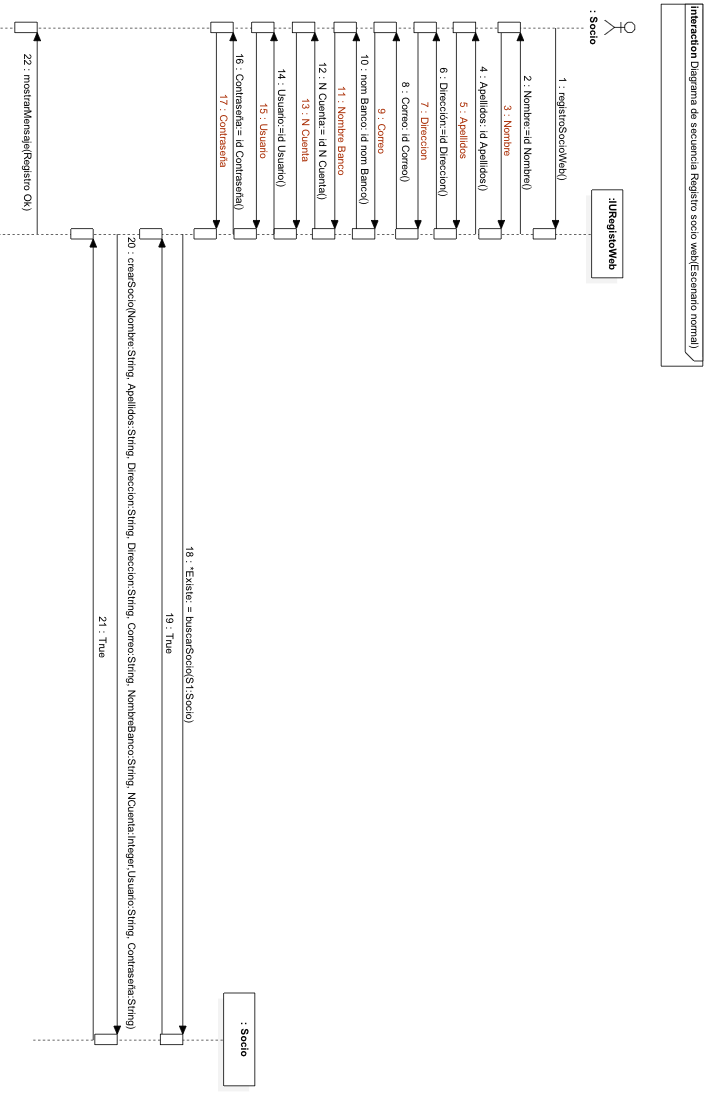 interaction Diagrama de secuencia Registro socio web(Escenario normal)
: Socio
:IURegistoWeb
: Socio
1 : registroSocioWeb()
2 : Nombre:=id Nombre()
3 : Nombre
4 : Apellidos: id Apellidos()
5 : Apellidos
6 : Dirección:=id Direccion()
7 : Direccion
8 : Correo: id Correo()
9 : Correo
10 : nom Banco: id nom Banco()
11 : Nombre Banco
12 : N Cuenta:= id N Cuenta()
13 : N Cuenta
14 : Usuario:=id Usuario()
15 : Usuario
16 : Contraseña:= id Contraseña()
17 : Contraseña
18 : *Existe: = buscarSocio(S1:Socio)
19 : True
20 : crearSocio(Nombre:String, Apellidos:String, Direccion:String, Direccion:String, Correo:String, NombreBanco:String, NCuenta:Integer,Usuario:String, Contraseña:String)
21 : True
22 : mostrarMensaje(Registro Ok)